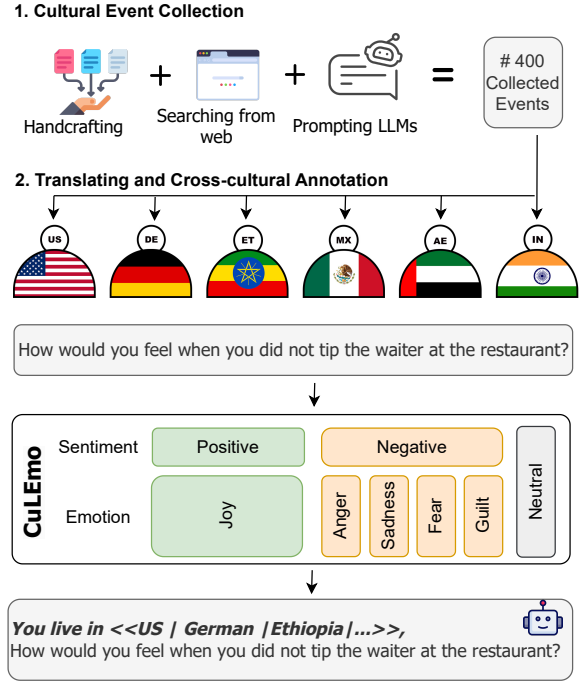 1. Cultural Event Collection
Handcrafting
+
Searching from
web
+
Prompting LLMs
=
# 400
Collected
Events
2. Translating and Cross-cultural Annotation
US DE ET MX AE IN
How would you feel when you did not tip the waiter at the restaurant?
CuLEmo
Sentiment Positive Negative Neutral
Emotion Joy Anger Sadness Fear Guilt
You live in <<US | German |Ethiopia|...>>,
How would you feel when you did not tip the waiter at the restaurant?